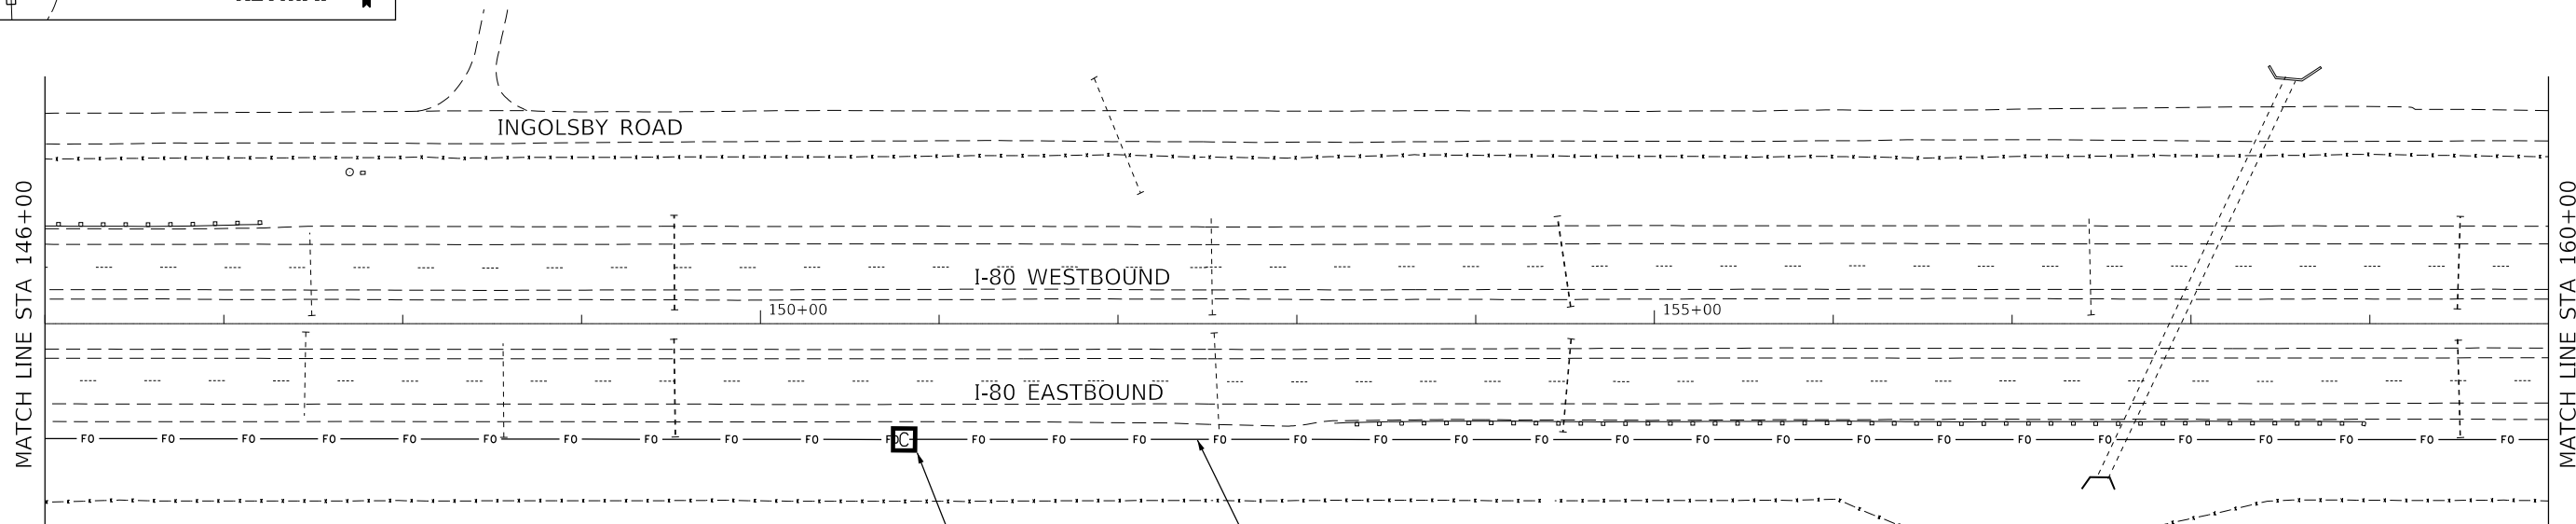 INGOLSBY ROAD
MATCH LINE STA 146+00
MATCH LINE STA 160+00
I-80 WESTBOUND
150+00
155+00
I-80 EASTBOUND
FO FO FO FO FO FO FO FO FO FO FO C FO FO FO FO FO FO FO FO FO FO FO FO FO FO FO FO FO FO FO